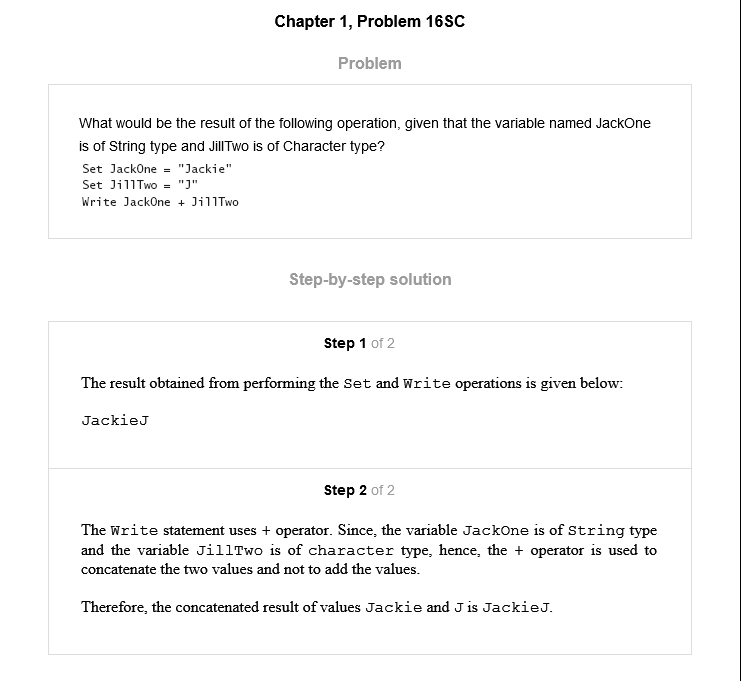 Chapter 1, Problem 16SC
Problem
What would be the result of the following operation, given that the variable named JackOne
is of String type and JillTwo is of Character type?
Set JackOne = "Jackie"
Set JillTwo = "J"
Write JackOne + JillTwo
Step-by-step solution
Step 1 of 2
The result obtained from performing the Set and Write operations is given below:
JackieJ
Step 2 of 2
The Write statement uses + operator. Since, the variable JackOne is of String type
and the variable JillTwo is of character type, hence, the + operator is used to
concatenate the two values and not to add the values.
Therefore, the concatenated result of values Jackie and J is JackieJ.